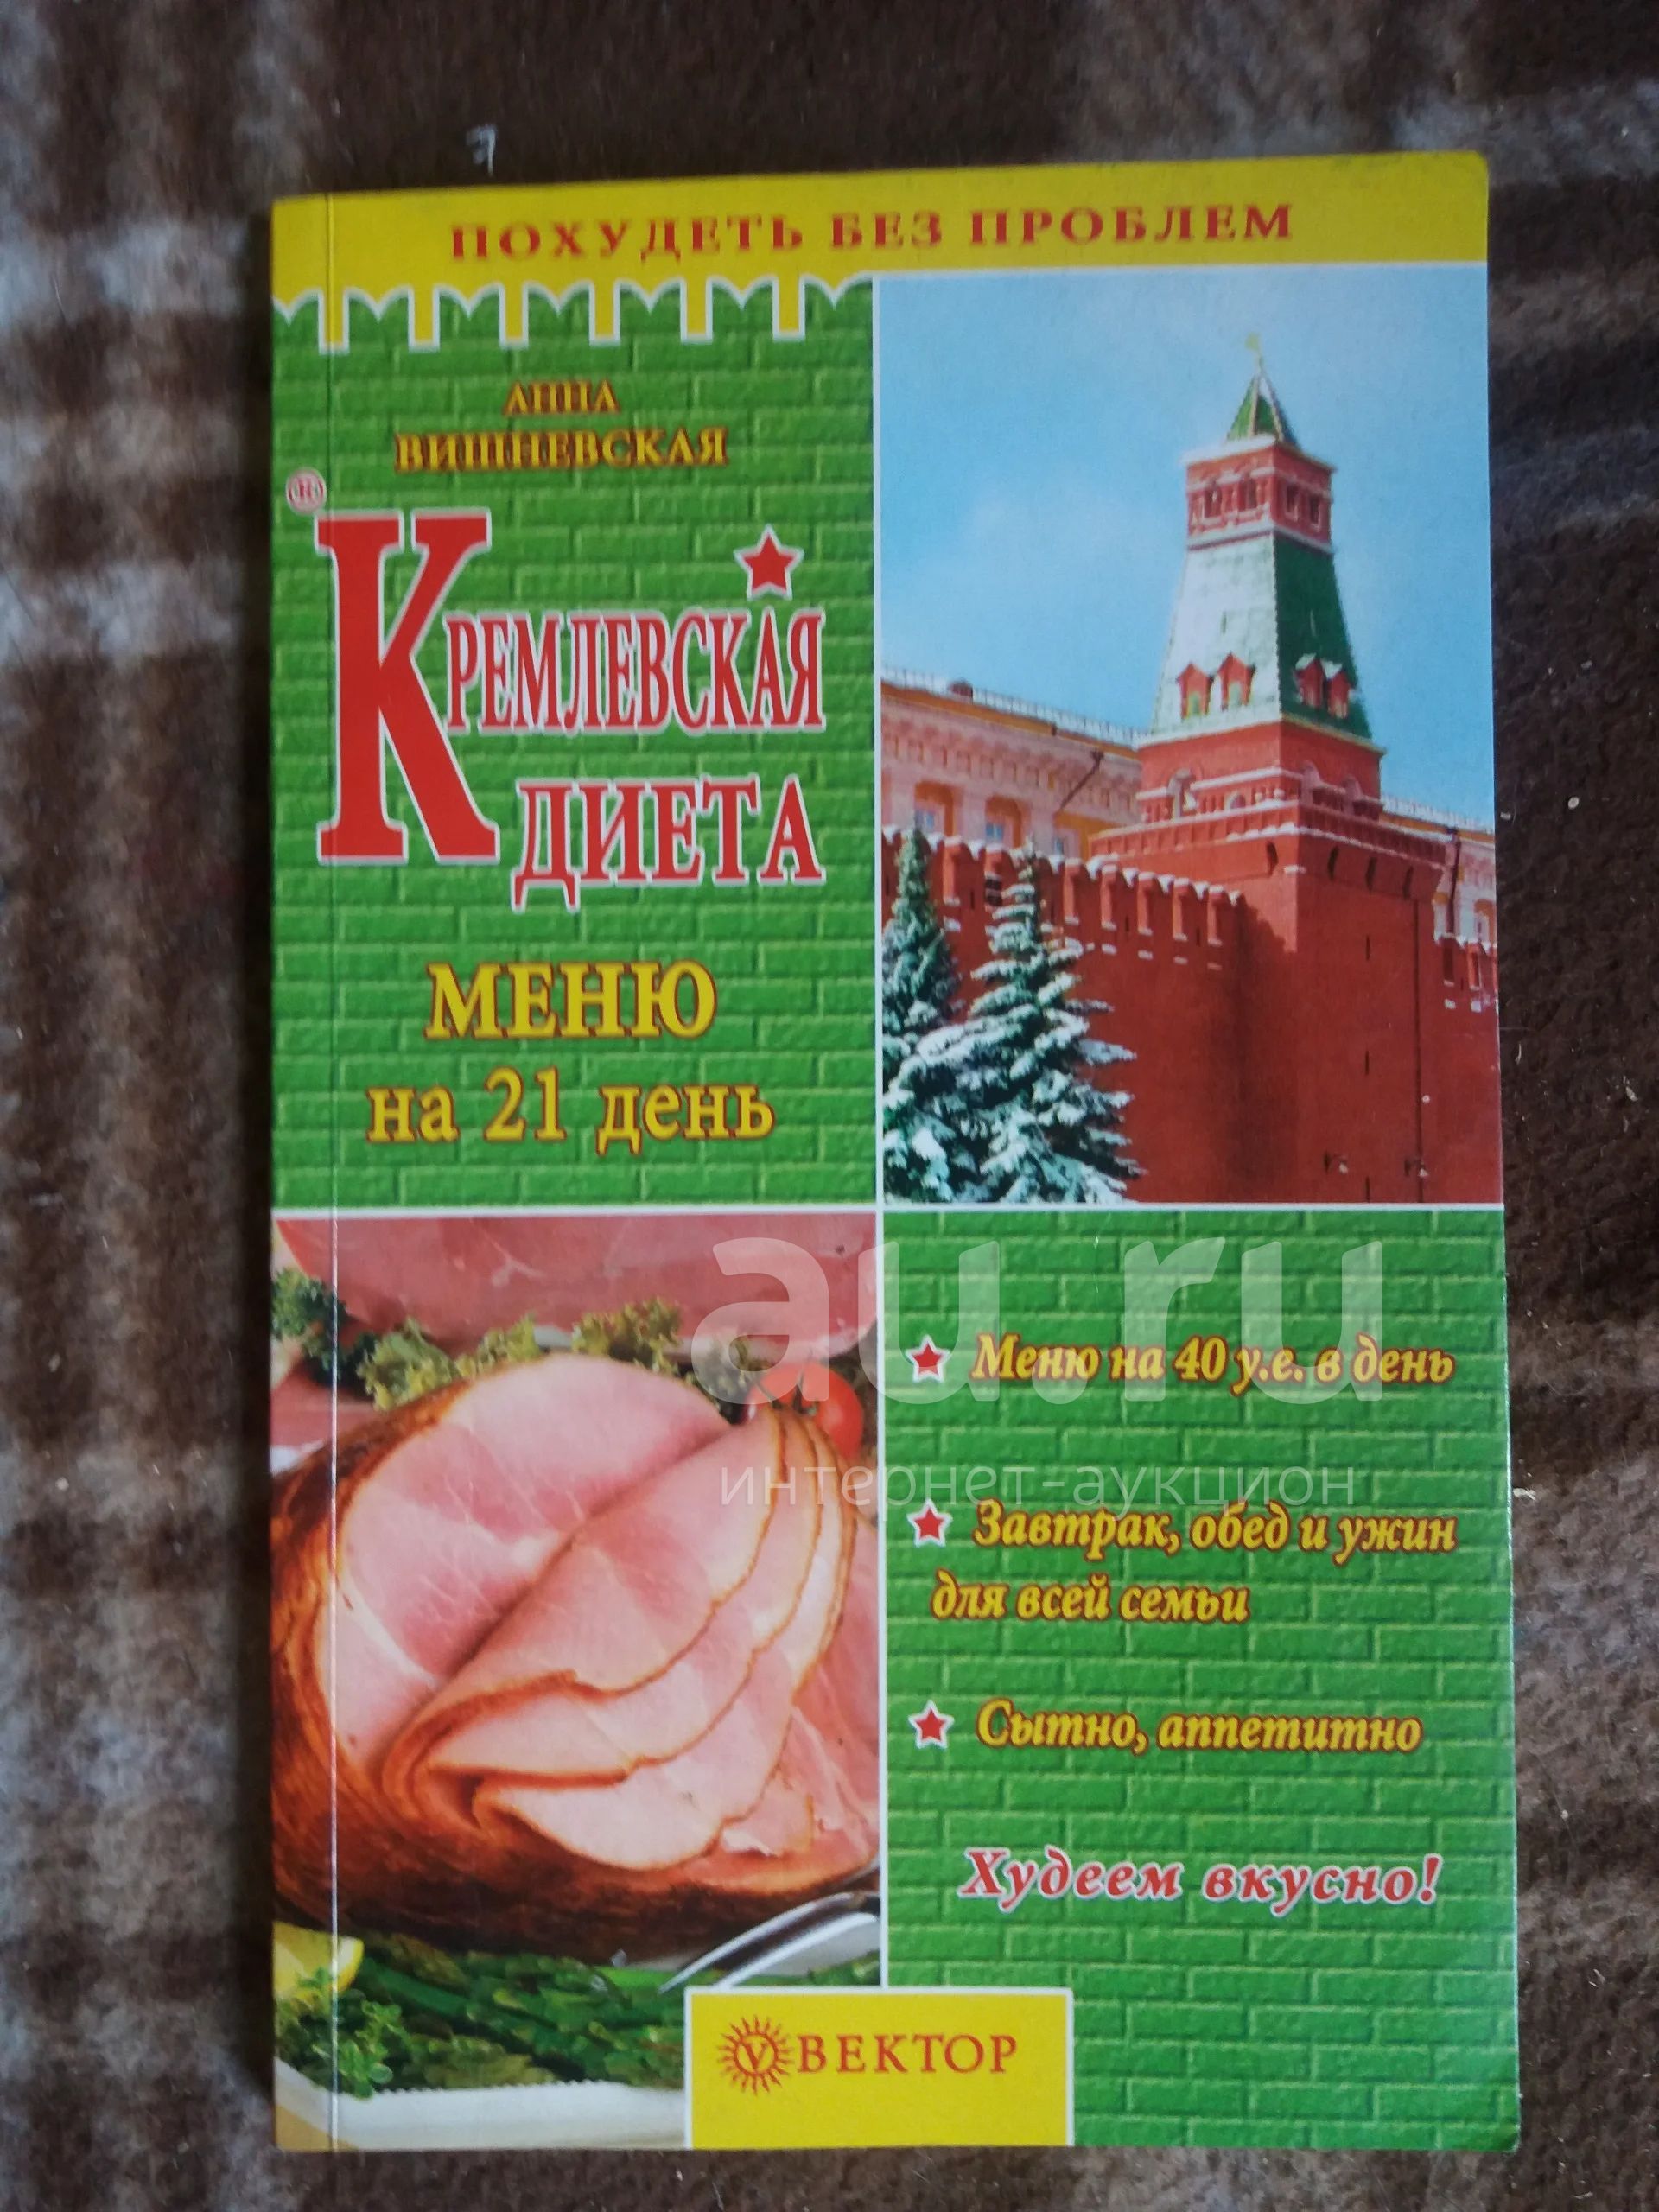 ПОХУДЕТЬ БЕЗ ПРОБЛЕМ
АННА
ВИШНЕВСКАЯ
КРЕМЛЕВСКАЯ
ДИЕТА
МЕНЮ
на 21 день
au.ru
интернет-аукцион
Меню на 40 у.е. в день
Завтрак, обед и ужин
для всей семьи
Сытно, аппетитно
Худеем вкусно!
V ВЕКТОР